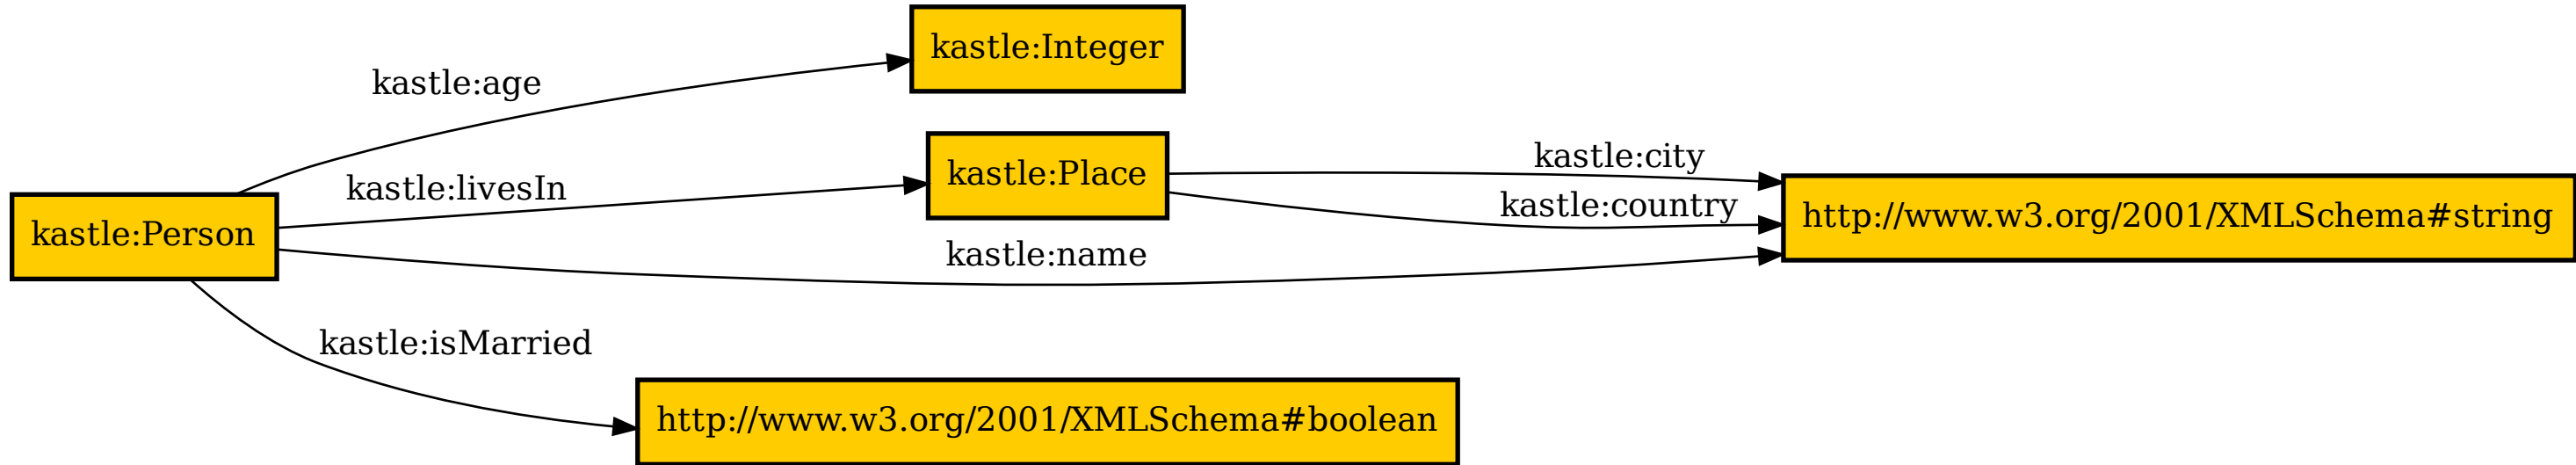 kastle:Integer
kastle:age
kastle:city
kastle:Place
kastle:livesIn
kastle:country
http://www.w3.org/2001/XMLSchema#string
kastle:Person
kastle:name
kastle:isMarried
http://www.w3.org/2001/XMLSchema#boolean